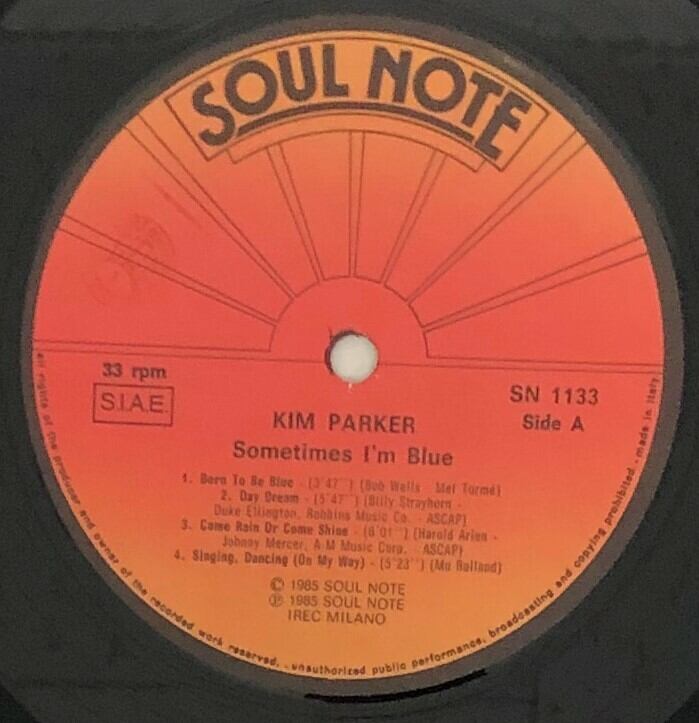 SOUL NOTE
33 rpm
S.I.A.E.
SN 1133
Side A
KIM PARKER
Sometimes I'm Blue
1. Born To Be Blue - (3'47'') (Bob Wells - Mel Tormé)
2. Day Dream - (5'47'') (Billy Strayhorn -
Duke Ellington, Robbins Music Co. - ASCAP)
3. Come Rain Or Come Shine - (6'01'') (Harold Arlen -
Johnny Mercer, A-M Music Corp. - ASCAP)
4. Singing, Dancing (On My Way) - (5'23'') (Ma Rolland)
© 1985 SOUL NOTE
℗ 1985 SOUL NOTE
IREC MILANO
all rights of the producer and owner of the recorded work reserved. - unauthorized public performance, broadcasting and copying prohibited - made in Italy